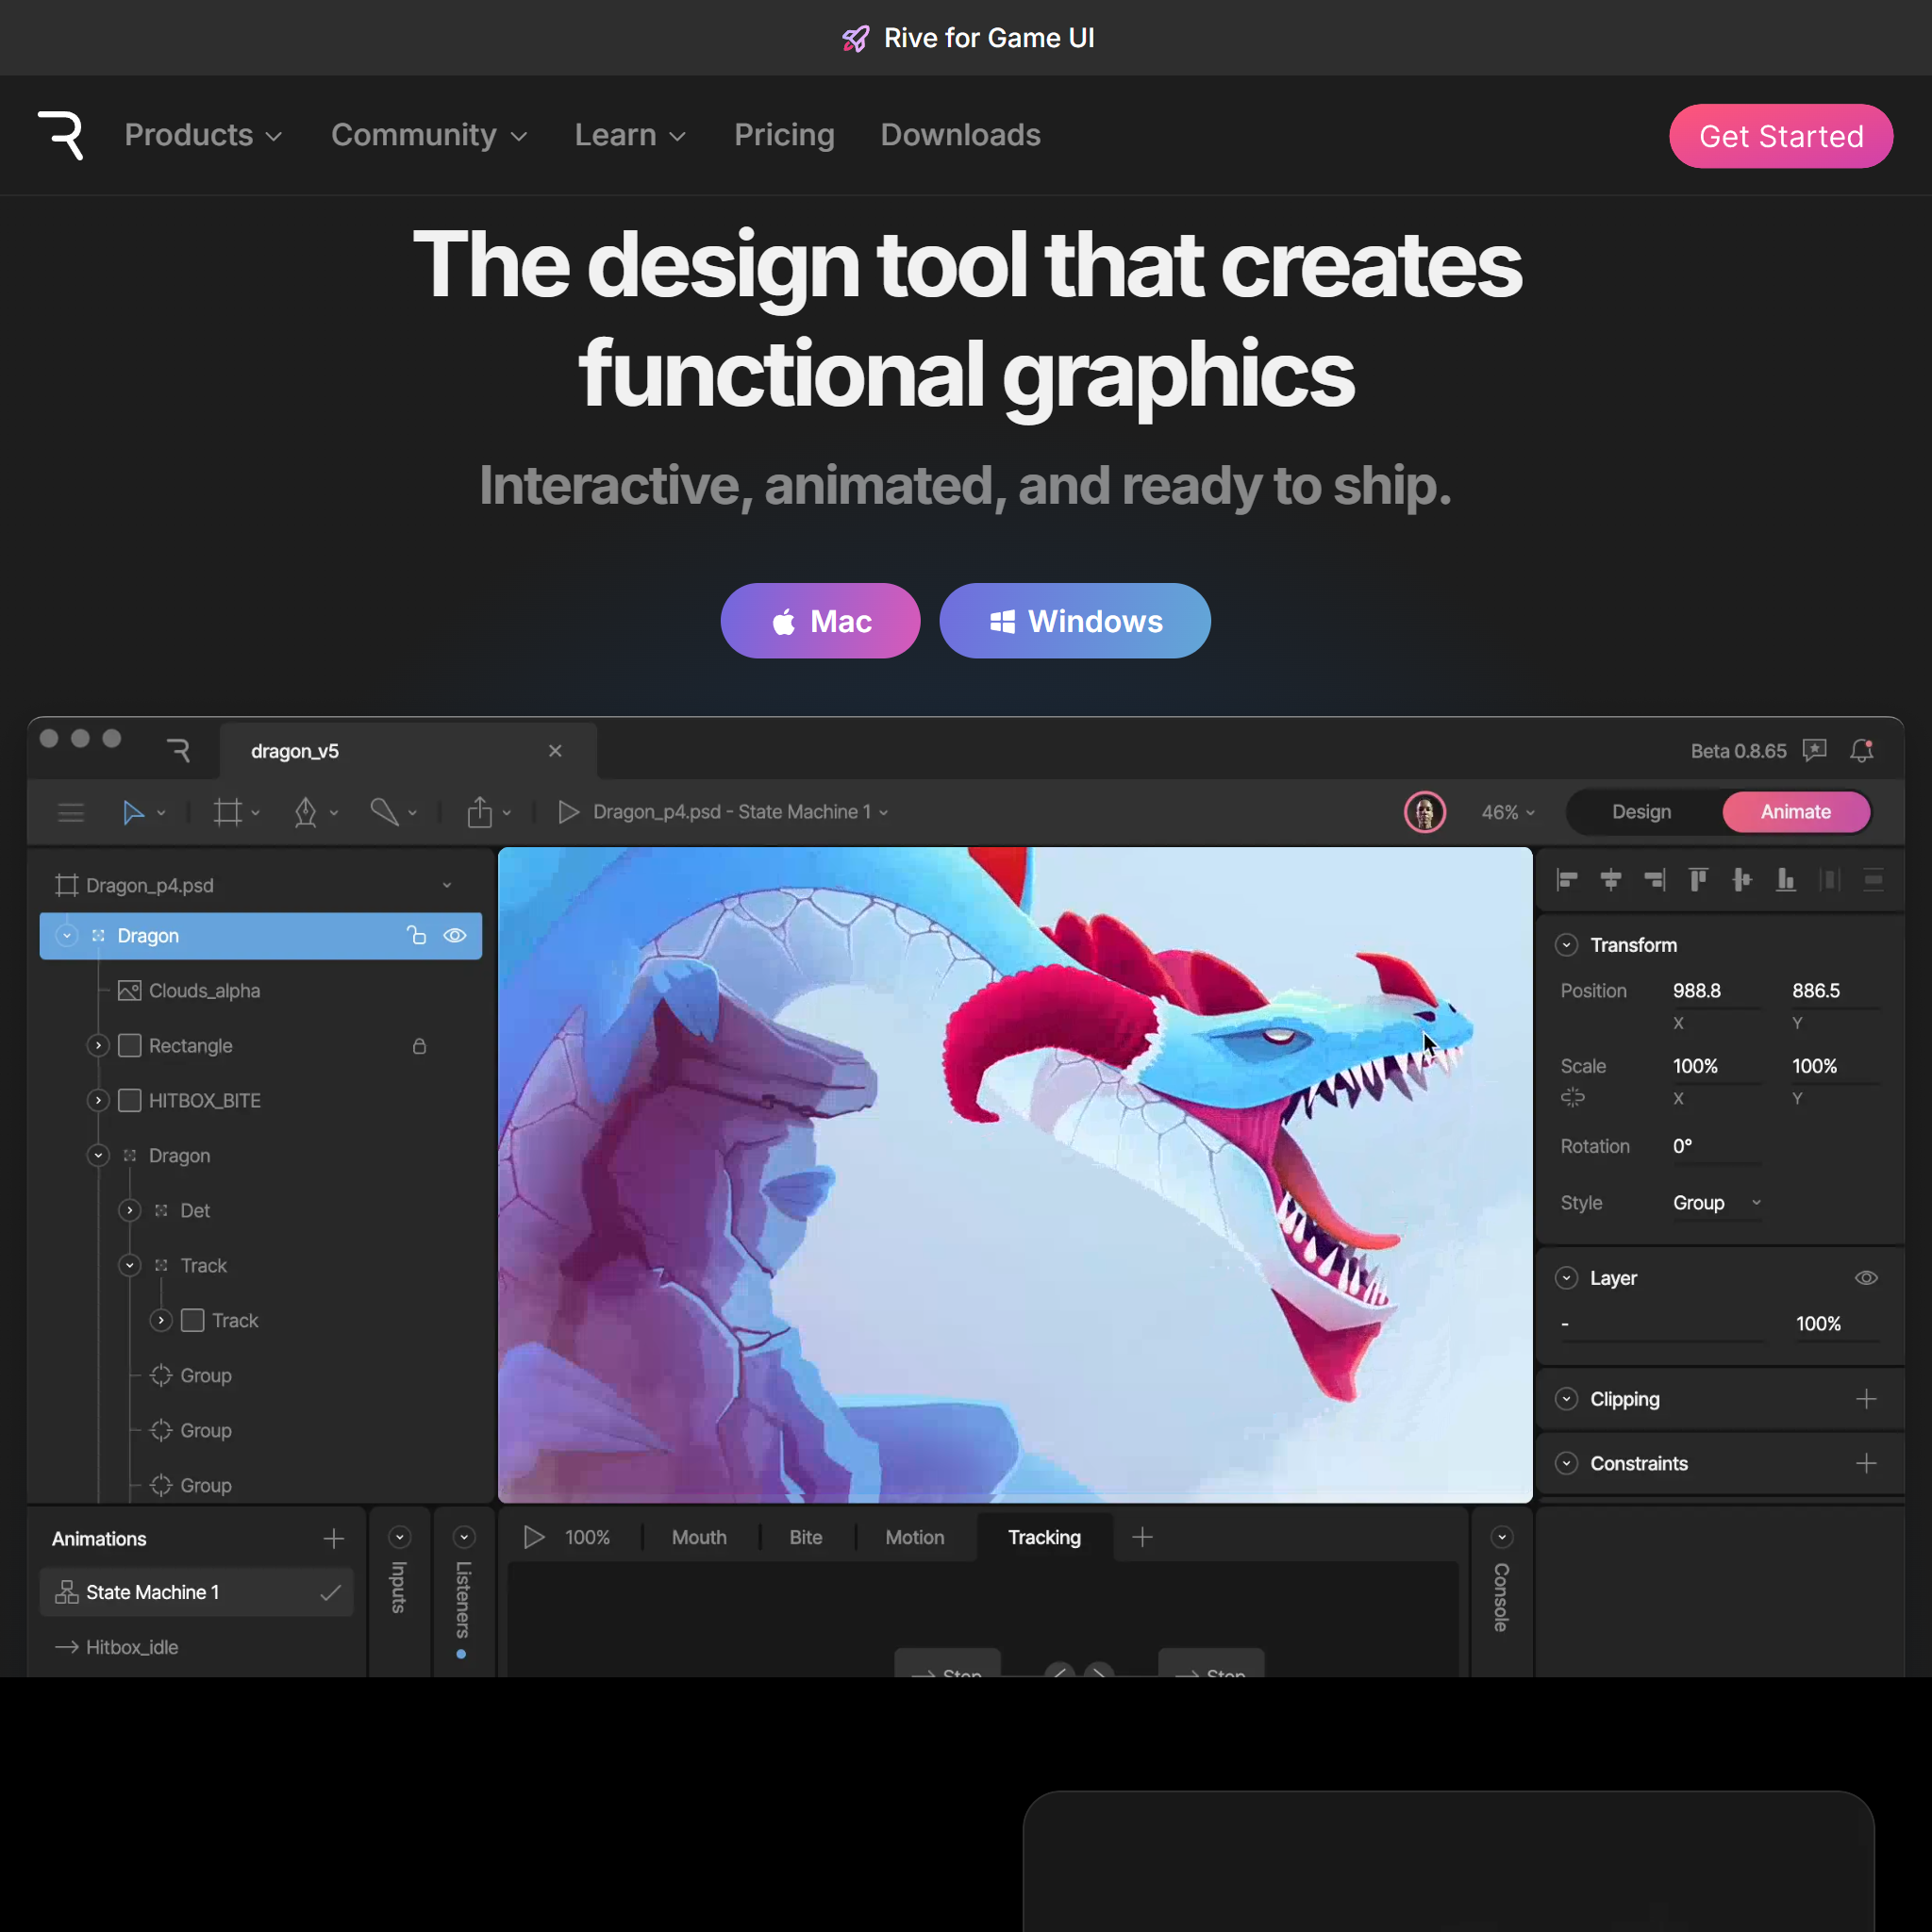 Rive for Game UI
Products
Community
Learn
Pricing
Downloads
Get Started
The design tool that creates
functional graphics
Interactive, animated, and ready to ship.
Mac
Windows
dragon_v5
Beta 0.8.65
Dragon_p4.psd - State Machine 1
46%
Design
Animate
Dragon_p4.psd
Dragon
Clouds_alpha
Rectangle
HITBOX_BITE
Dragon
Det
Track
Track
Group
Group
Group
Transform
Position 988.8 886.5
X Y
Scale 100% 100%
X Y
Rotation 0°
Style Group
Layer
- 100%
Clipping
Constraints
Animations
State Machine 1
Hitbox_idle
Inputs
Listeners
100%
Mouth
Bite
Motion
Tracking
Console